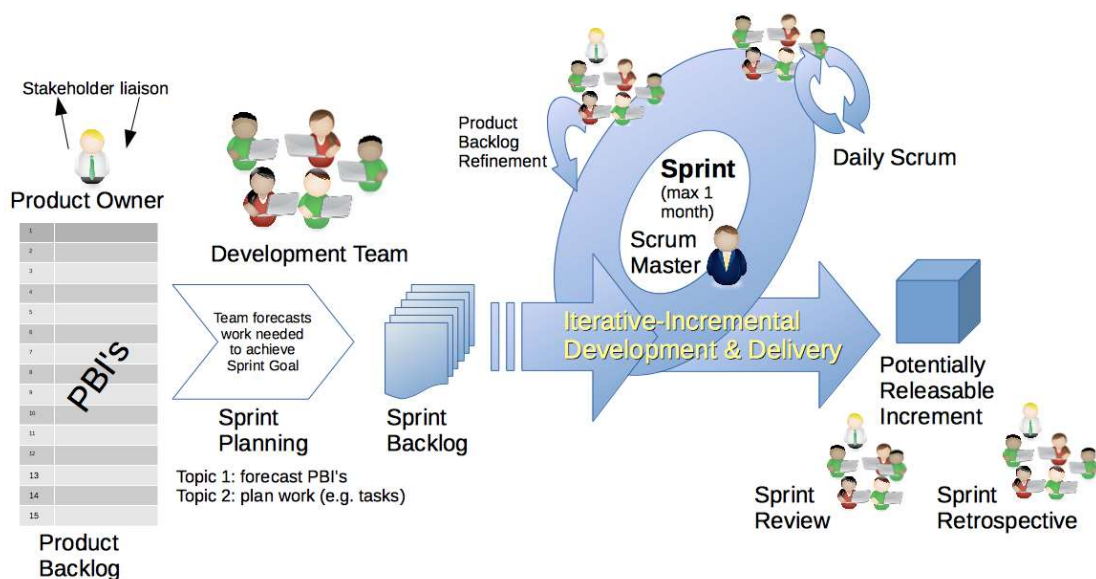 Stakeholder liaison
Product Owner
1
2
3
4
5
6
7
8
9
10
11
12
13
14
15
PBI's
Product
Backlog
Development Team
Team forecasts
work needed
to achieve
Sprint Goal
Sprint
Planning
Topic 1: forecast PBI's
Topic 2: plan work (e.g. tasks)
Sprint
Backlog
Product
Backlog
Refinement
Sprint
(max 1
month)
Scrum
Master
Daily Scrum
Iterative-Incremental
Development & Delivery
Potentially
Releasable
Increment
Sprint
Review
Sprint
Retrospective